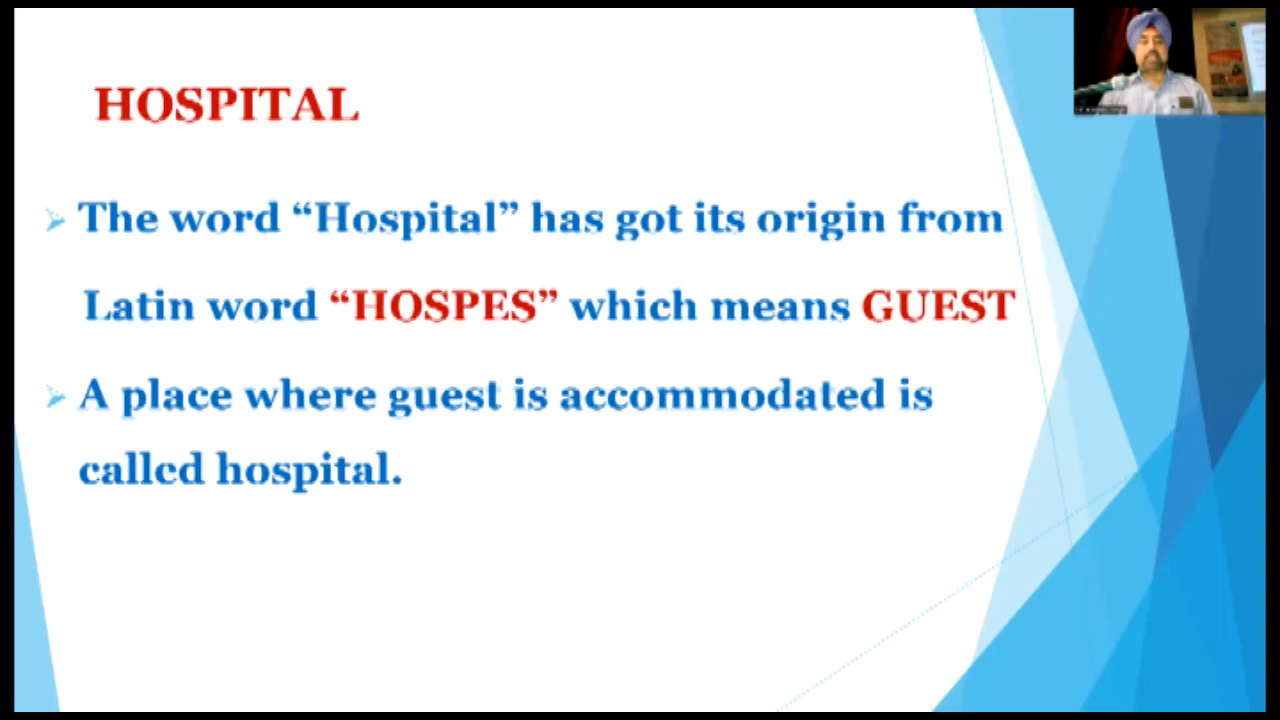 HOSPITAL
The word “Hospital” has got its origin from
Latin word “HOSPES” which means GUEST
A place where guest is accommodated is
called hospital.